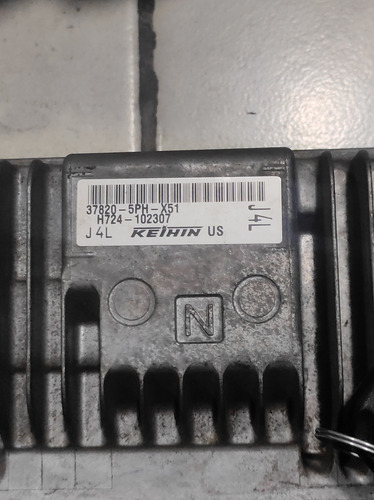 37820-5PH-X51
H724-102307
J4L KEIHIN US
J4L
N